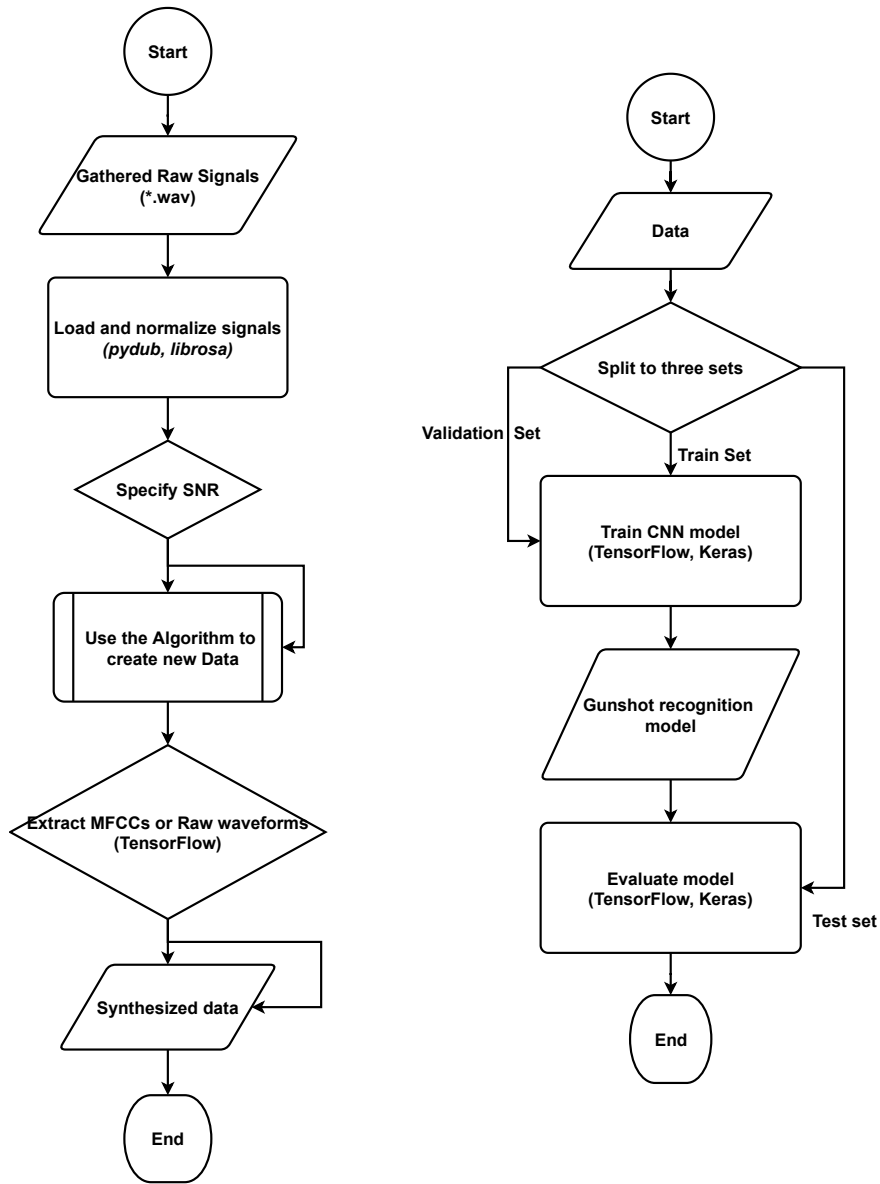 Start
Gathered Raw Signals
(*.wav)
Load and normalize signals
(pydub, librosa)
Specify SNR
Use the Algorithm to
create new Data
Extract MFCCs or Raw waveforms
(TensorFlow)
Synthesized data
End
Start
Data
Split to three sets
Validation Set
Train Set
Train CNN model
(TensorFlow, Keras)
Gunshot recognition
model
Evaluate model
(TensorFlow, Keras)
Test set
End